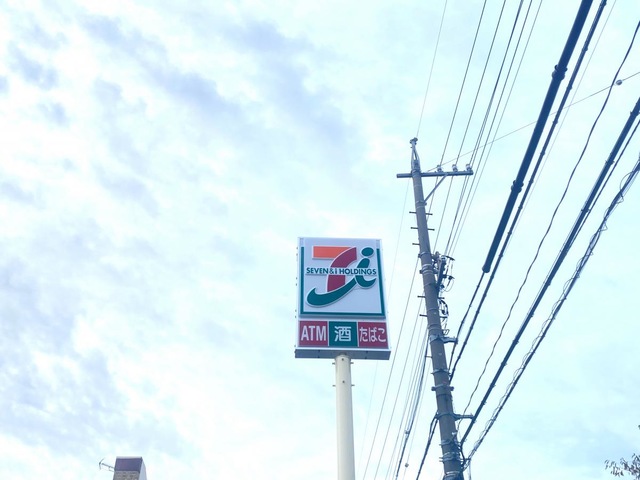 SEVEN & i HOLDINGS
ATM 酒 たばこ